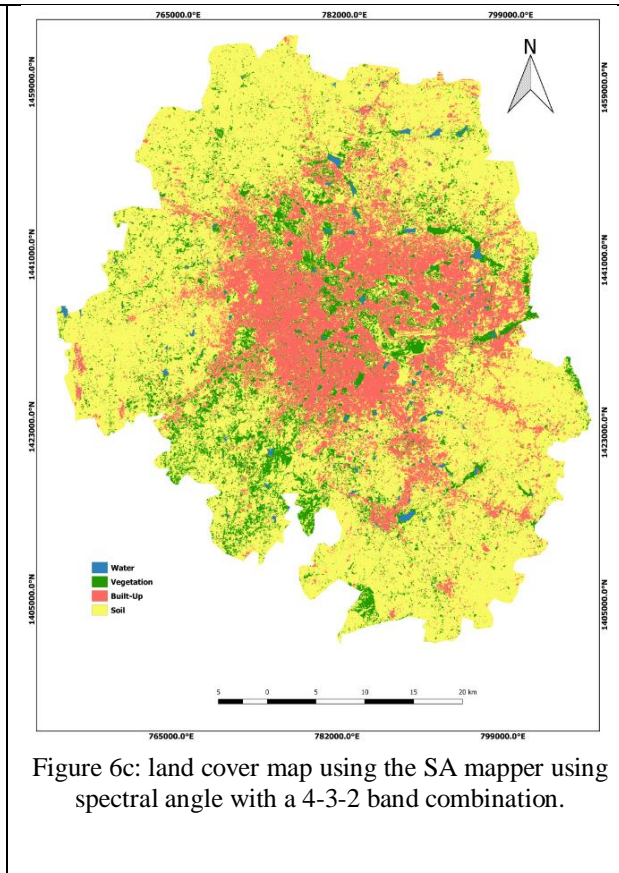 765000.0°E 782000.0°E 799000.0°E
N
1459000.0°N 1459000.0°N
1441000.0°N 1441000.0°N
1423000.0°N 1423000.0°N
1405000.0°N 1405000.0°N
Water
Vegetation
Built-Up
Soil
5 0 5 10 15 20 km
765000.0°E 782000.0°E 799000.0°E
Figure 6c: land cover map using the SA mapper using
spectral angle with a 4-3-2 band combination.